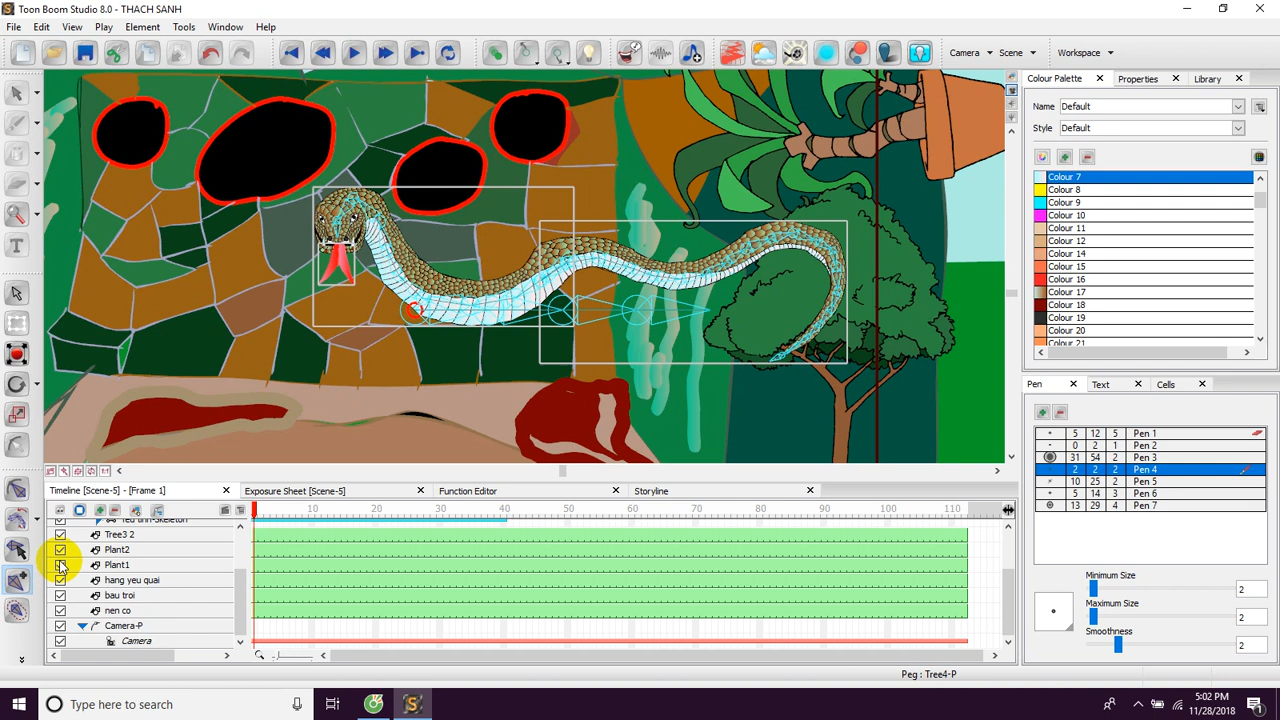 Toon Boom Studio 8.0 - THACH SANH
File Edit View Play Element Tools Window Help
Camera Scene Workspace
Colour Palette Properties Library
Name Default
Style Default
Colour 7
Colour 8
Colour 9
Colour 10
Colour 11
Colour 12
Colour 14
Colour 15
Colour 16
Colour 17
Colour 18
Colour 19
Colour 20
Colour 21
Pen Text Cells
5 12 5 Pen 1
0 2 1 Pen 2
31 54 2 Pen 3
2 2 2 Pen 4
10 25 2 Pen 5
5 14 3 Pen 6
13 29 4 Pen 7
Minimum Size 2
Maximum Size 2
Smoothness 2
Timeline [Scene-5] - [Frame 1] Exposure Sheet [Scene-5] Function Editor Storyline
10 20 30 40 50 60 70 80 90 100 110
Tree3 2
Plant2
Plant1
hang yeu quai
bau troi
nen co
Camera-P
Camera
Peg : Tree4-P
Type here to search
5:02 PM
11/28/2018